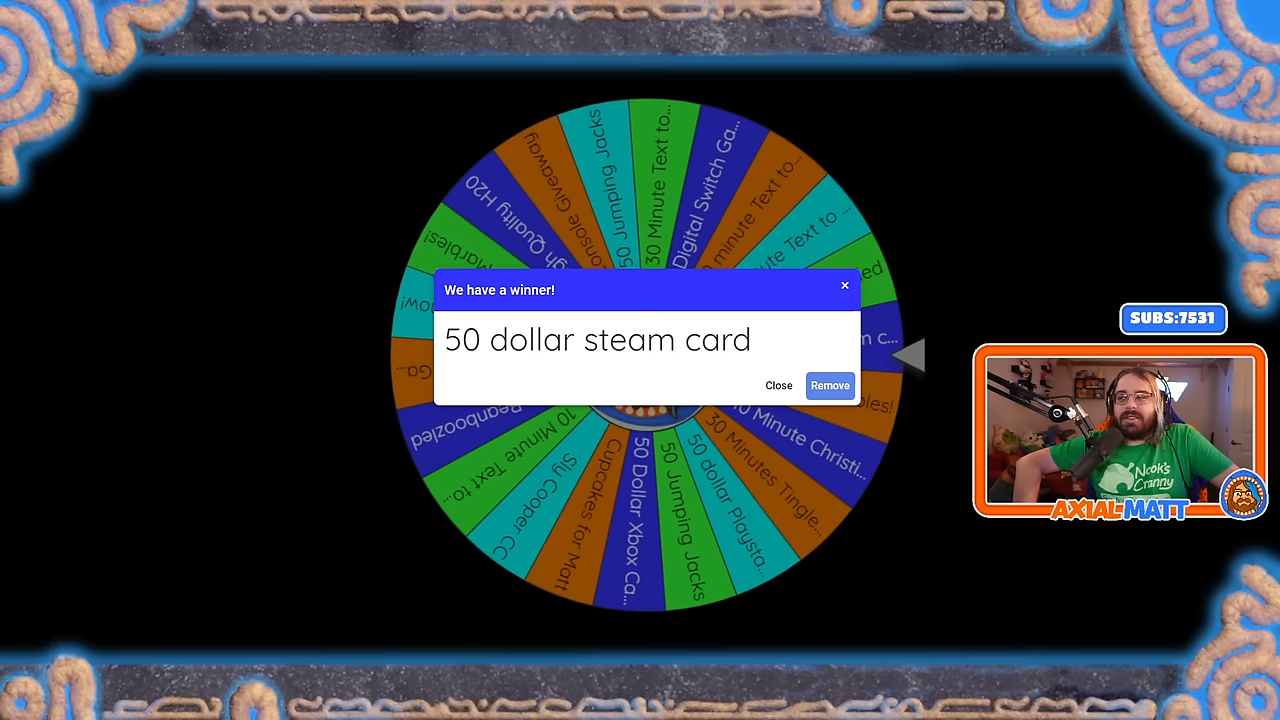 50 Jumping Jacks
30 Minute Text to...
Digital Switch Ga...
minute Text to...
Text to ...
Console Giveaway
Quality H20
Marbles!
We have a winner!
×
50 dollar steam card
Close
Remove
Beanboozled
10 Minute Text to...
Sly Cooper CC
Cupcakes for Matt
50 Dollar Xbox Ca...
50 Jumping Jacks
50 dollar Playsta...
30 Minutes Tingle...
10 Minute Christi...
SUBS:7531
Nook's
Cranny
AXIAL-MATT